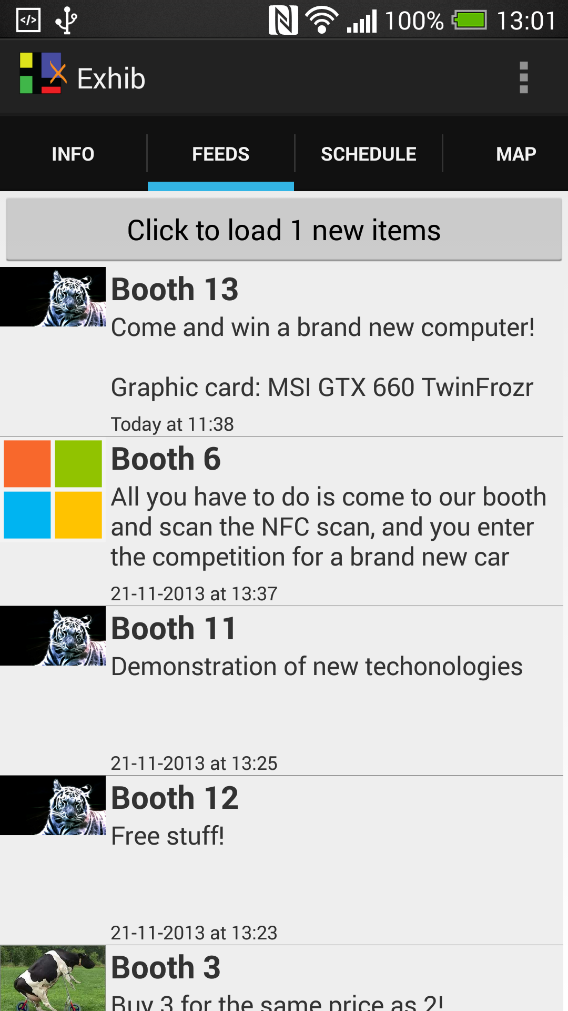 100% 13:01
Exhib
INFO FEEDS SCHEDULE MAP
Click to load 1 new items
Booth 13
Come and win a brand new computer!
Graphic card: MSI GTX 660 TwinFrozr
Today at 11:38
Booth 6
All you have to do is come to our booth
and scan the NFC scan, and you enter
the competition for a brand new car
21-11-2013 at 13:37
Booth 11
Demonstration of new techonologies
21-11-2013 at 13:25
Booth 12
Free stuff!
21-11-2013 at 13:23
Booth 3
Buy 3 for the same price as 2!